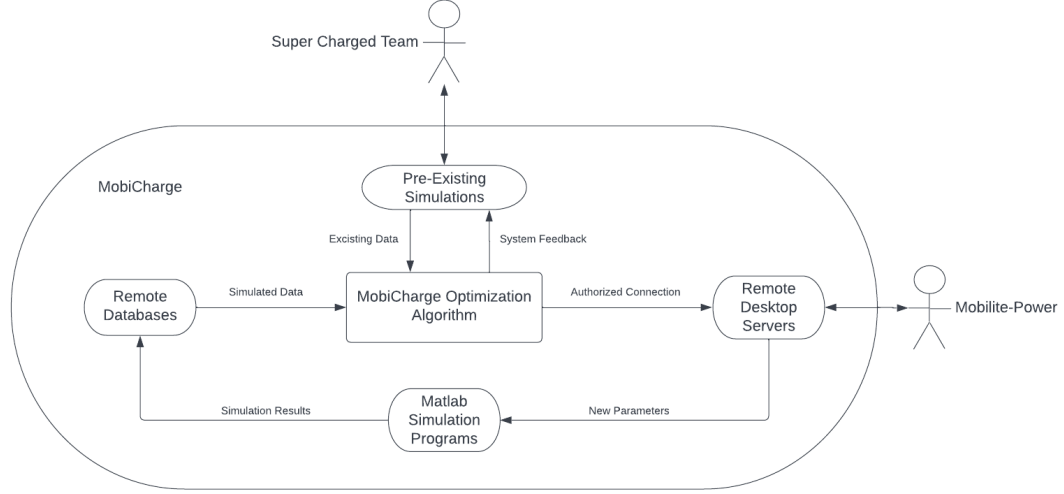 Super Charged Team
MobiCharge
Pre-Existing
Simulations
Excisting Data
System Feedback
Remote
Databases
Simulated Data
MobiCharge Optimization
Algorithm
Authorized Connection
Remote
Desktop
Servers
Mobilite-Power
Simulation Results
Matlab
Simulation
Programs
New Parameters